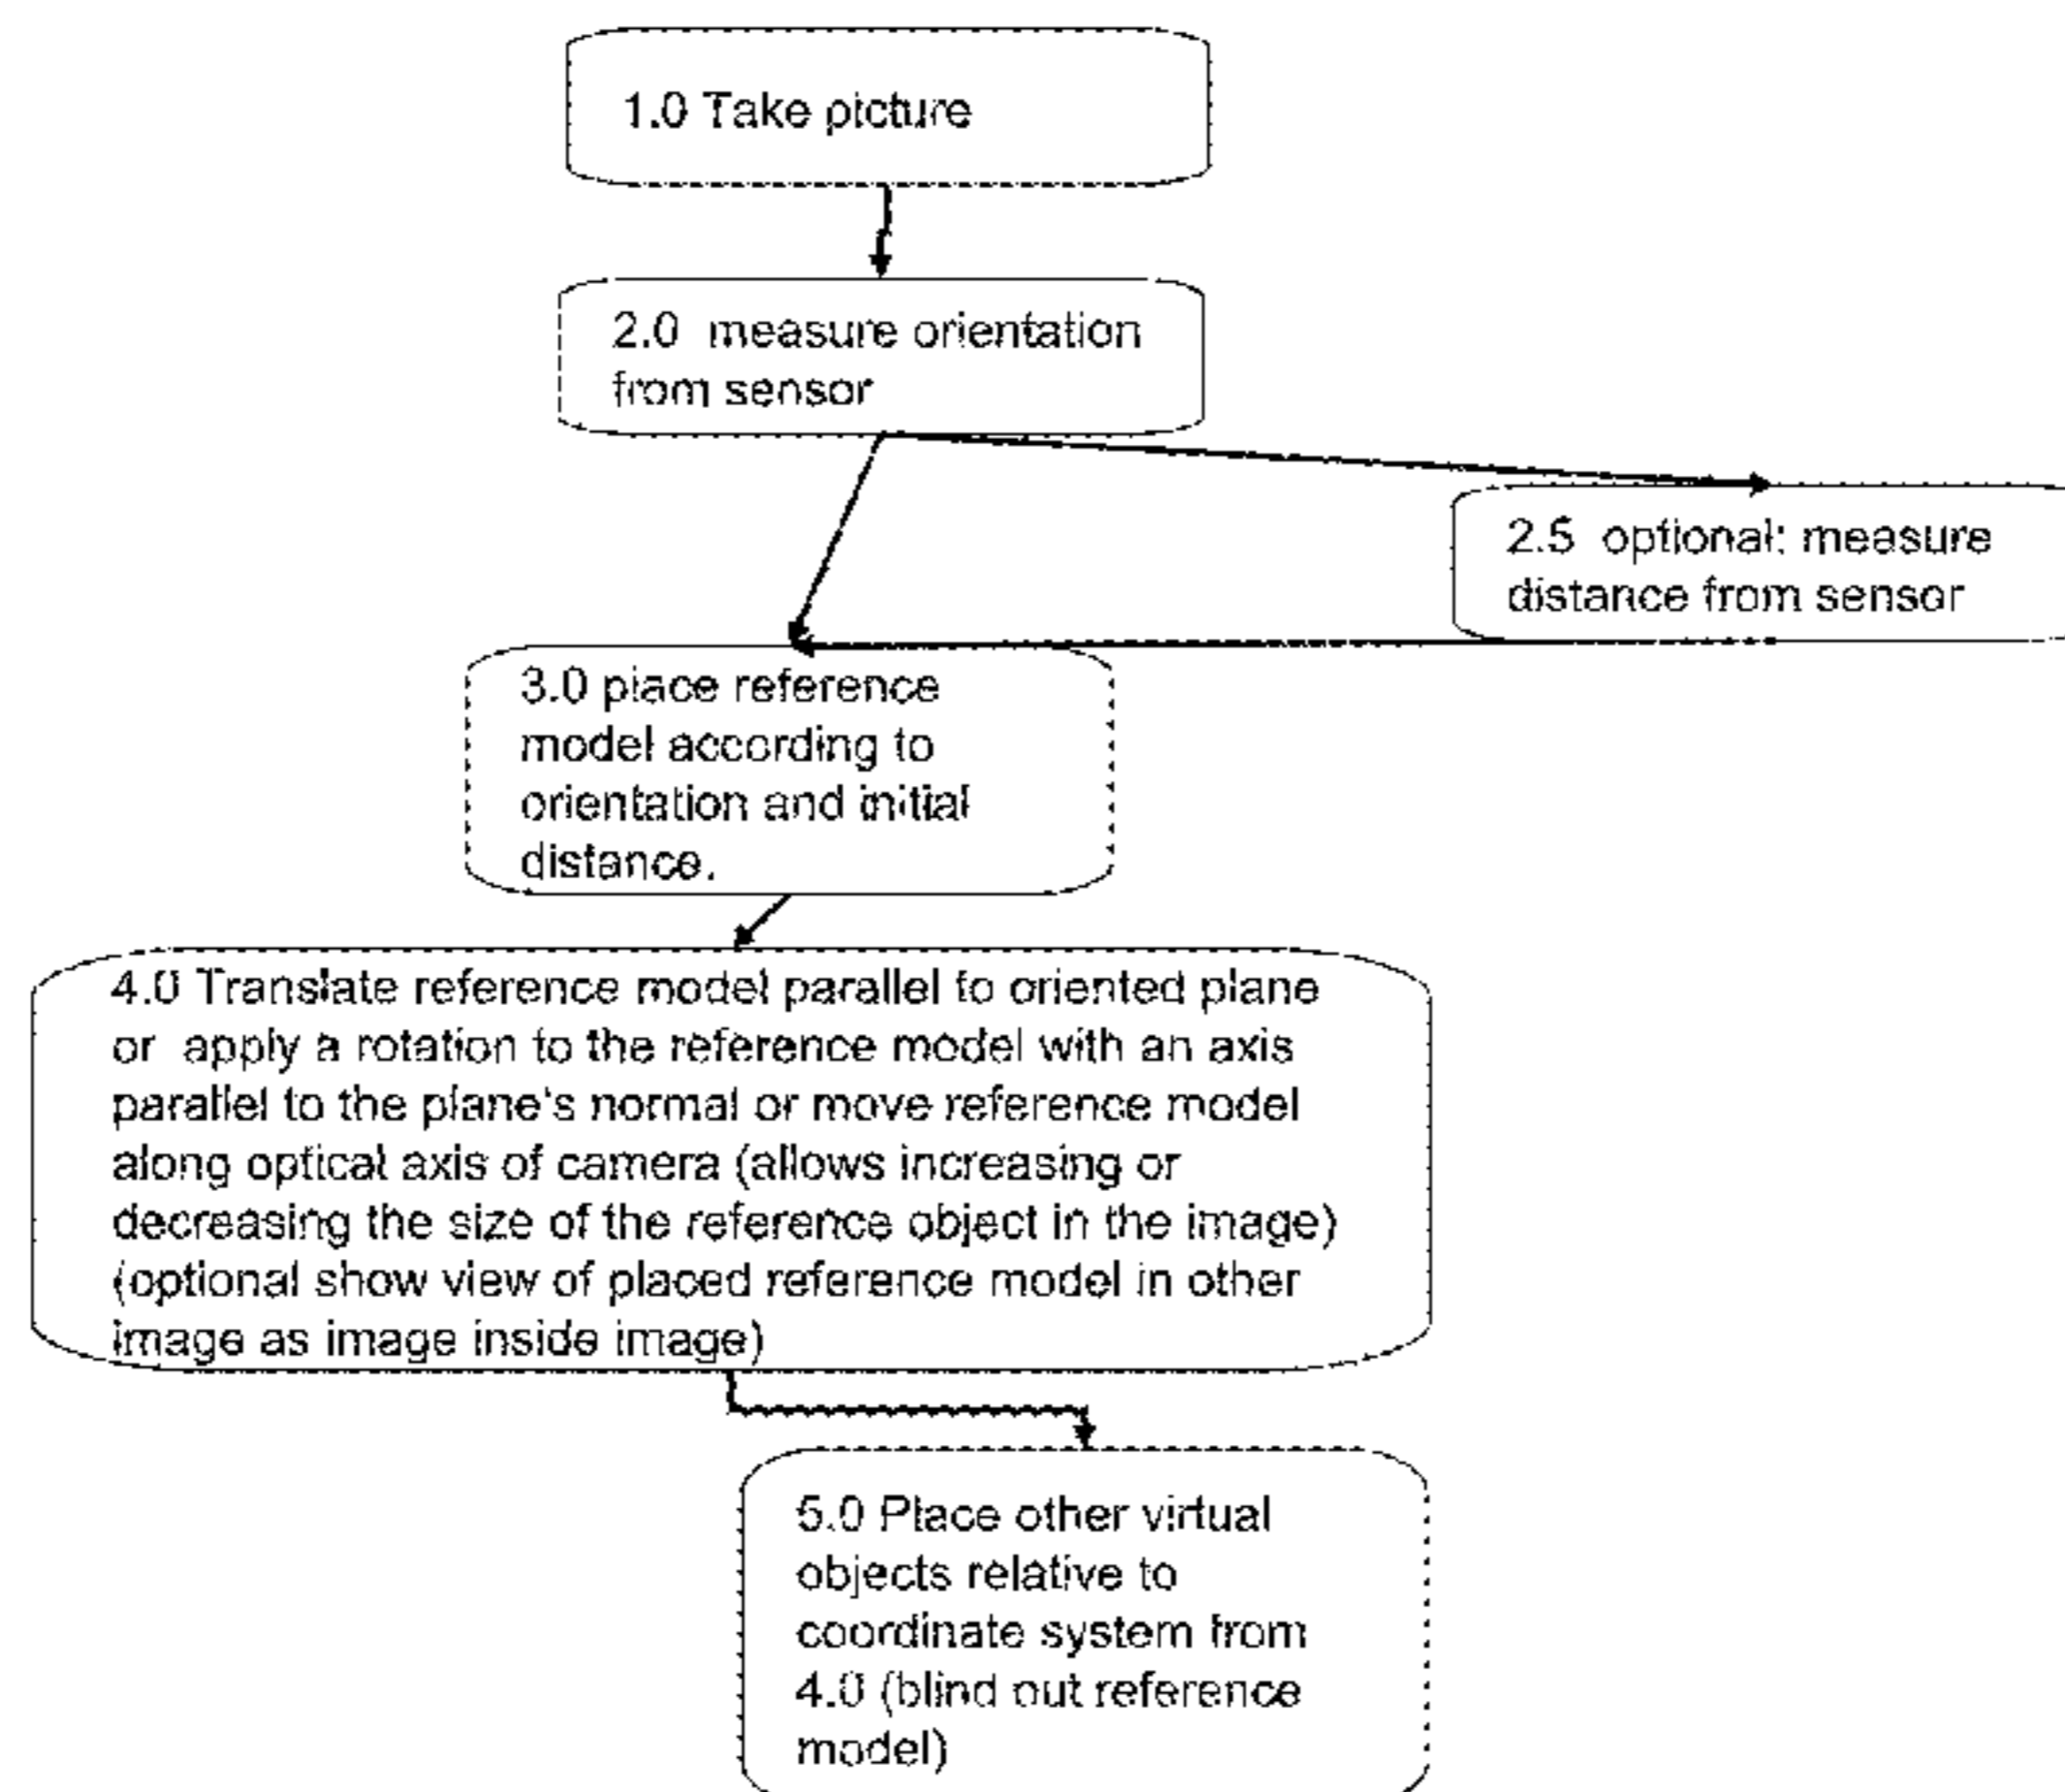 1.0 Take picture
2.0 measure orientation
from sensor
2.5 optional: measure
distance from sensor
3.0 place reference
model according to
orientation and initial
distance.
4.0 Translate reference model parallel to oriented plane
or apply a rotation to the reference model with an axis
parallel to the plane's normal or move reference model
along optical axis of camera (allows increasing or
decreasing the size of the reference object in the image)
(optional show view of placed reference model in other
image as image inside image)
5.0 Place other virtual
objects relative to
coordinate system from
4.0 (blind out reference
model)